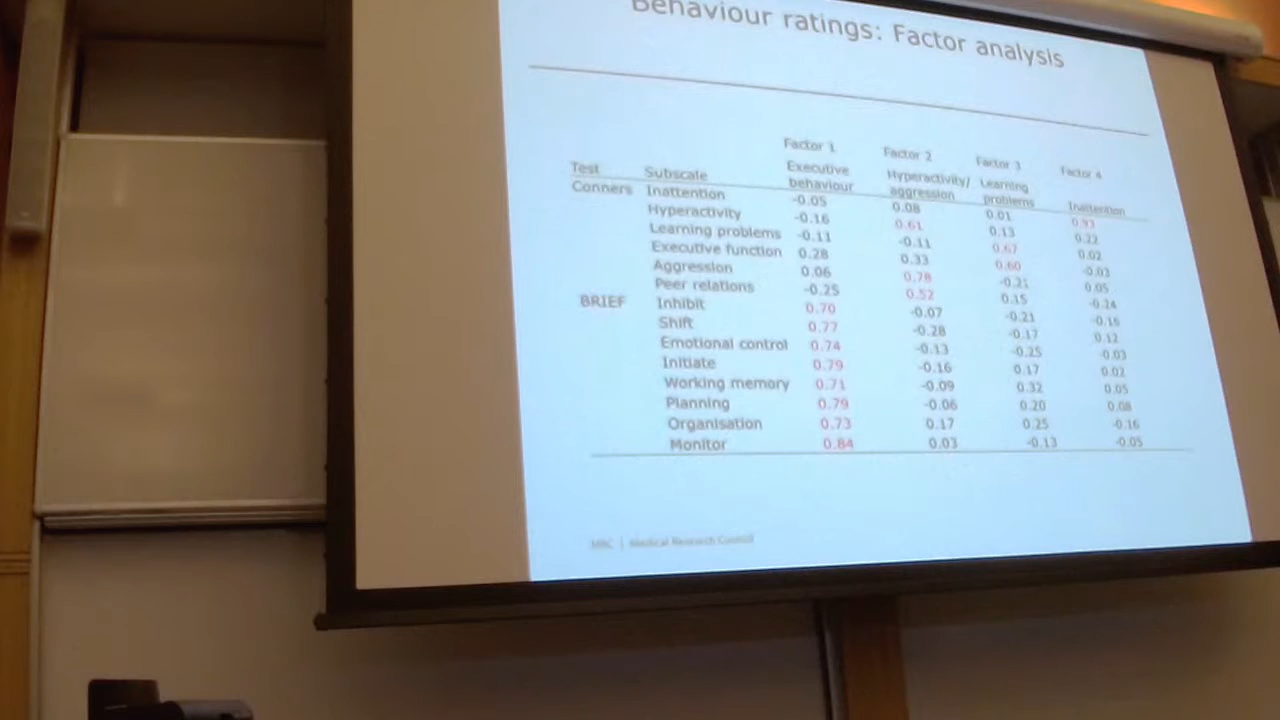 Behaviour ratings: Factor analysis
Factor 1 Factor 2 Factor 3 Factor 4
Test Subscale Executive behaviour Hyperactivity/ aggression Learning problems Inattention
Conners Inattention -0.05 0.08 0.01 0.93
Hyperactivity -0.16 0.61 0.13 0.22
Learning problems -0.11 -0.11 0.67 0.02
Executive function 0.28 0.33 0.60 -0.03
Aggression 0.06 0.78 -0.21 0.05
Peer relations -0.25 0.52 0.15 -0.24
BRIEF Inhibit 0.70 -0.07 -0.21 -0.16
Shift 0.77 -0.28 -0.17 0.12
Emotional control 0.74 -0.13 -0.25 -0.03
Initiate 0.79 -0.16 0.17 0.02
Working memory 0.71 -0.09 0.32 0.05
Planning 0.79 -0.06 0.20 0.08
Organisation 0.73 0.17 0.25 -0.16
Monitor 0.84 0.03 -0.13 -0.05
MRC | Medical Research Council